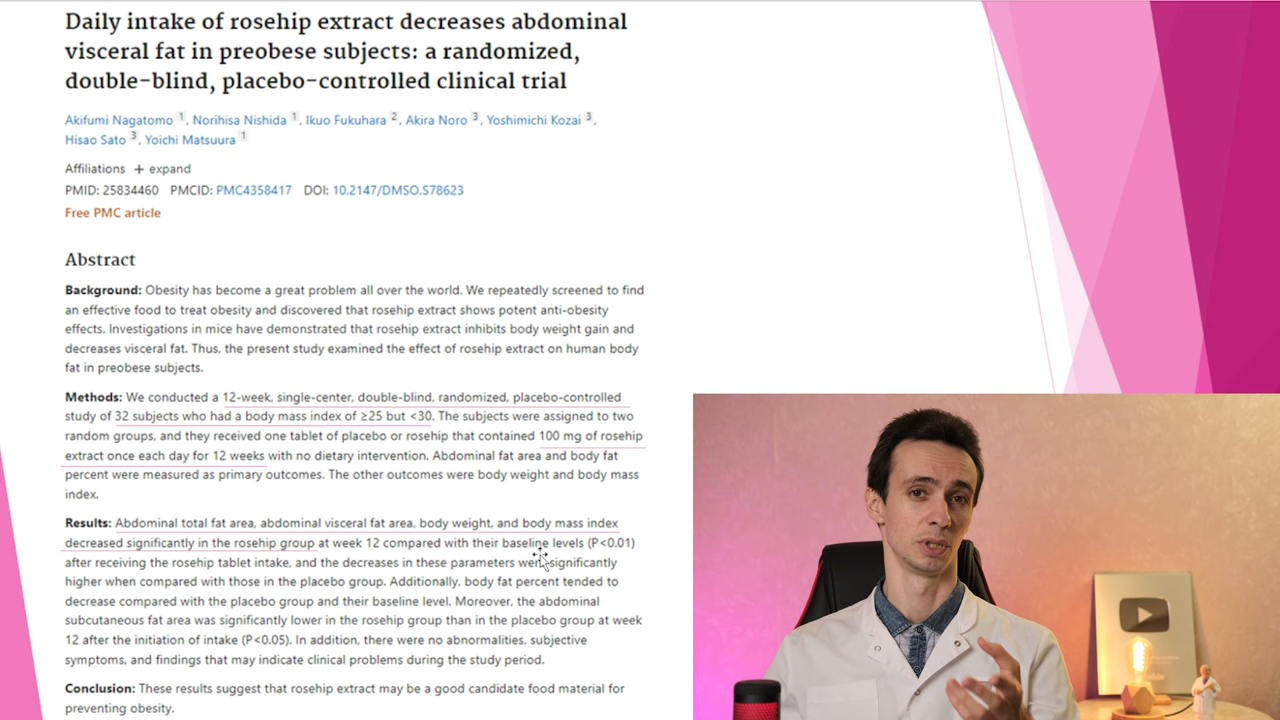 Daily intake of rosehip extract decreases abdominal
visceral fat in preobese subjects: a randomized,
double-blind, placebo-controlled clinical trial
Akifumi Nagatomo 1, Norihisa Nishida 1, Ikuo Fukuhara 2, Akira Noro 3, Yoshimichi Kozai 3,
Hisao Sato 3, Yoichi Matsuura 1
Affiliations + expand
PMID: 25834460 PMCID: PMC4358417 DOI: 10.2147/DMSO.S78623
Free PMC article
Abstract
Background: Obesity has become a great problem all over the world. We repeatedly screened to find
an effective food to treat obesity and discovered that rosehip extract shows potent anti-obesity
effects. Investigations in mice have demonstrated that rosehip extract inhibits body weight gain and
decreases visceral fat. Thus, the present study examined the effect of rosehip extract on human body
fat in preobese subjects.
Methods: We conducted a 12-week, single-center, double-blind, randomized, placebo-controlled
study of 32 subjects who had a body mass index of ≥25 but <30. The subjects were assigned to two
random groups, and they received one tablet of placebo or rosehip that contained 100 mg of rosehip
extract once each day for 12 weeks with no dietary intervention. Abdominal fat area and body fat
percent were measured as primary outcomes. The other outcomes were body weight and body mass
index.
Results: Abdominal total fat area, abdominal visceral fat area, body weight, and body mass index
decreased significantly in the rosehip group at week 12 compared with their baseline levels (P<0.01)
after receiving the rosehip tablet intake, and the decreases in these parameters were significantly
higher when compared with those in the placebo group. Additionally, body fat percent tended to
decrease compared with the placebo group and their baseline level. Moreover, the abdominal
subcutaneous fat area was significantly lower in the rosehip group than in the placebo group at week
12 after the initiation of intake (P<0.05). In addition, there were no abnormalities, subjective
symptoms, and findings that may indicate clinical problems during the study period.
Conclusion: These results suggest that rosehip extract may be a good candidate food material for
preventing obesity.